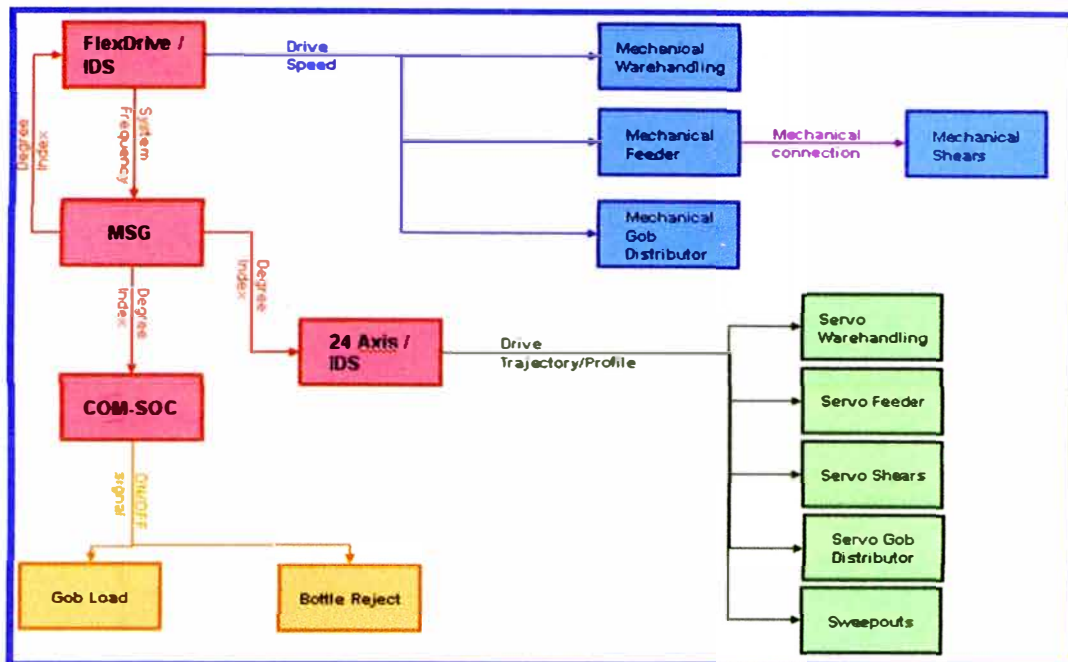 FlexDrive /
IDS
Drive
Speed
Mechanical
Warehandling
Degree
Index
System
Frequency
Mechanical
Feeder
Mechanical
connection
Mechanical
Shears
MSG
Mechanical
Gob
Distributor
Degree
Index
Degree
Index
24 Axis /
IDS
Drive
Trajectory/Profile
Servo
Warehandling
COM-SOC
Servo Feeder
ON/OFF
signal
Servo Shears
Servo Gob
Distributor
Gob Load
Bottle Reject
Sweepouts